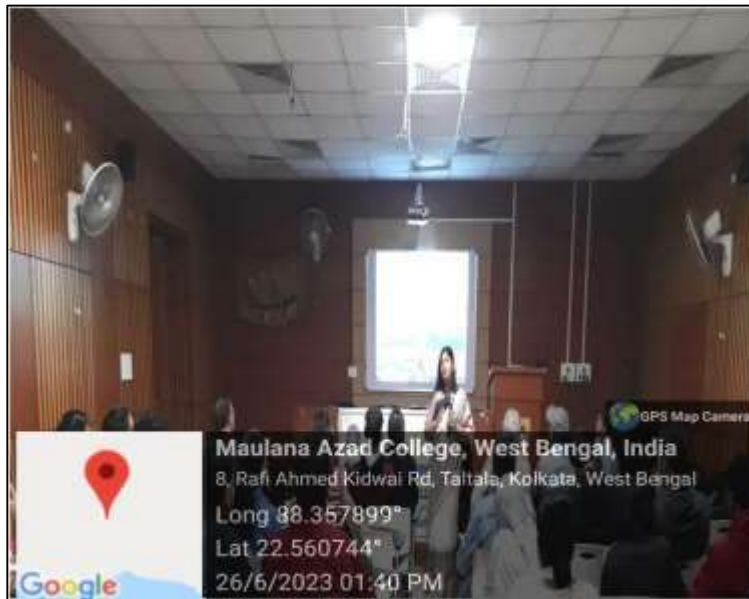 GPS Map Camera
Maulana Azad College, West Bengal, India
8, Rafi Ahmed Kidwai Rd, Taltala, Kolkata, West Bengal
Long 88.357899°
Lat 22.560744°
26/6/2023 01:40 PM
Google